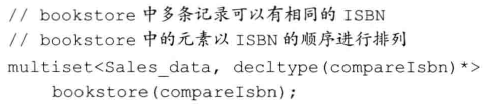 // bookstore 中多条记录可以有相同的 ISBN
// bookstore 中的元素以 ISBN 的顺序进行排列
multiset<Sales_data, decltype(compareIsbn)*>
    bookstore(compareIsbn);